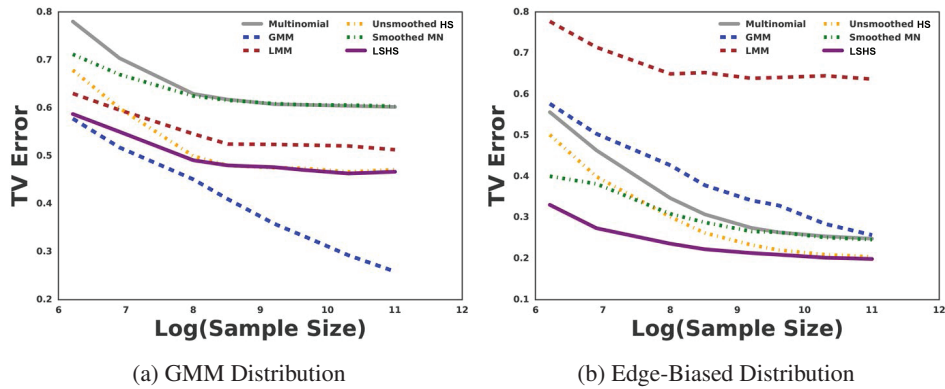 Multinomial
GMM
LMM
Unsmoothed HS
Smoothed MN
LSHS
0.8
0.7
0.6
0.5
0.4
0.3
0.2
TV Error
6 7 8 9 10 11 12
Log(Sample Size)
(a) GMM Distribution
Multinomial
GMM
LMM
Unsmoothed HS
Smoothed MN
LSHS
0.8
0.7
0.6
0.5
0.4
0.3
0.2
0.1
TV Error
6 7 8 9 10 11 12
Log(Sample Size)
(b) Edge-Biased Distribution